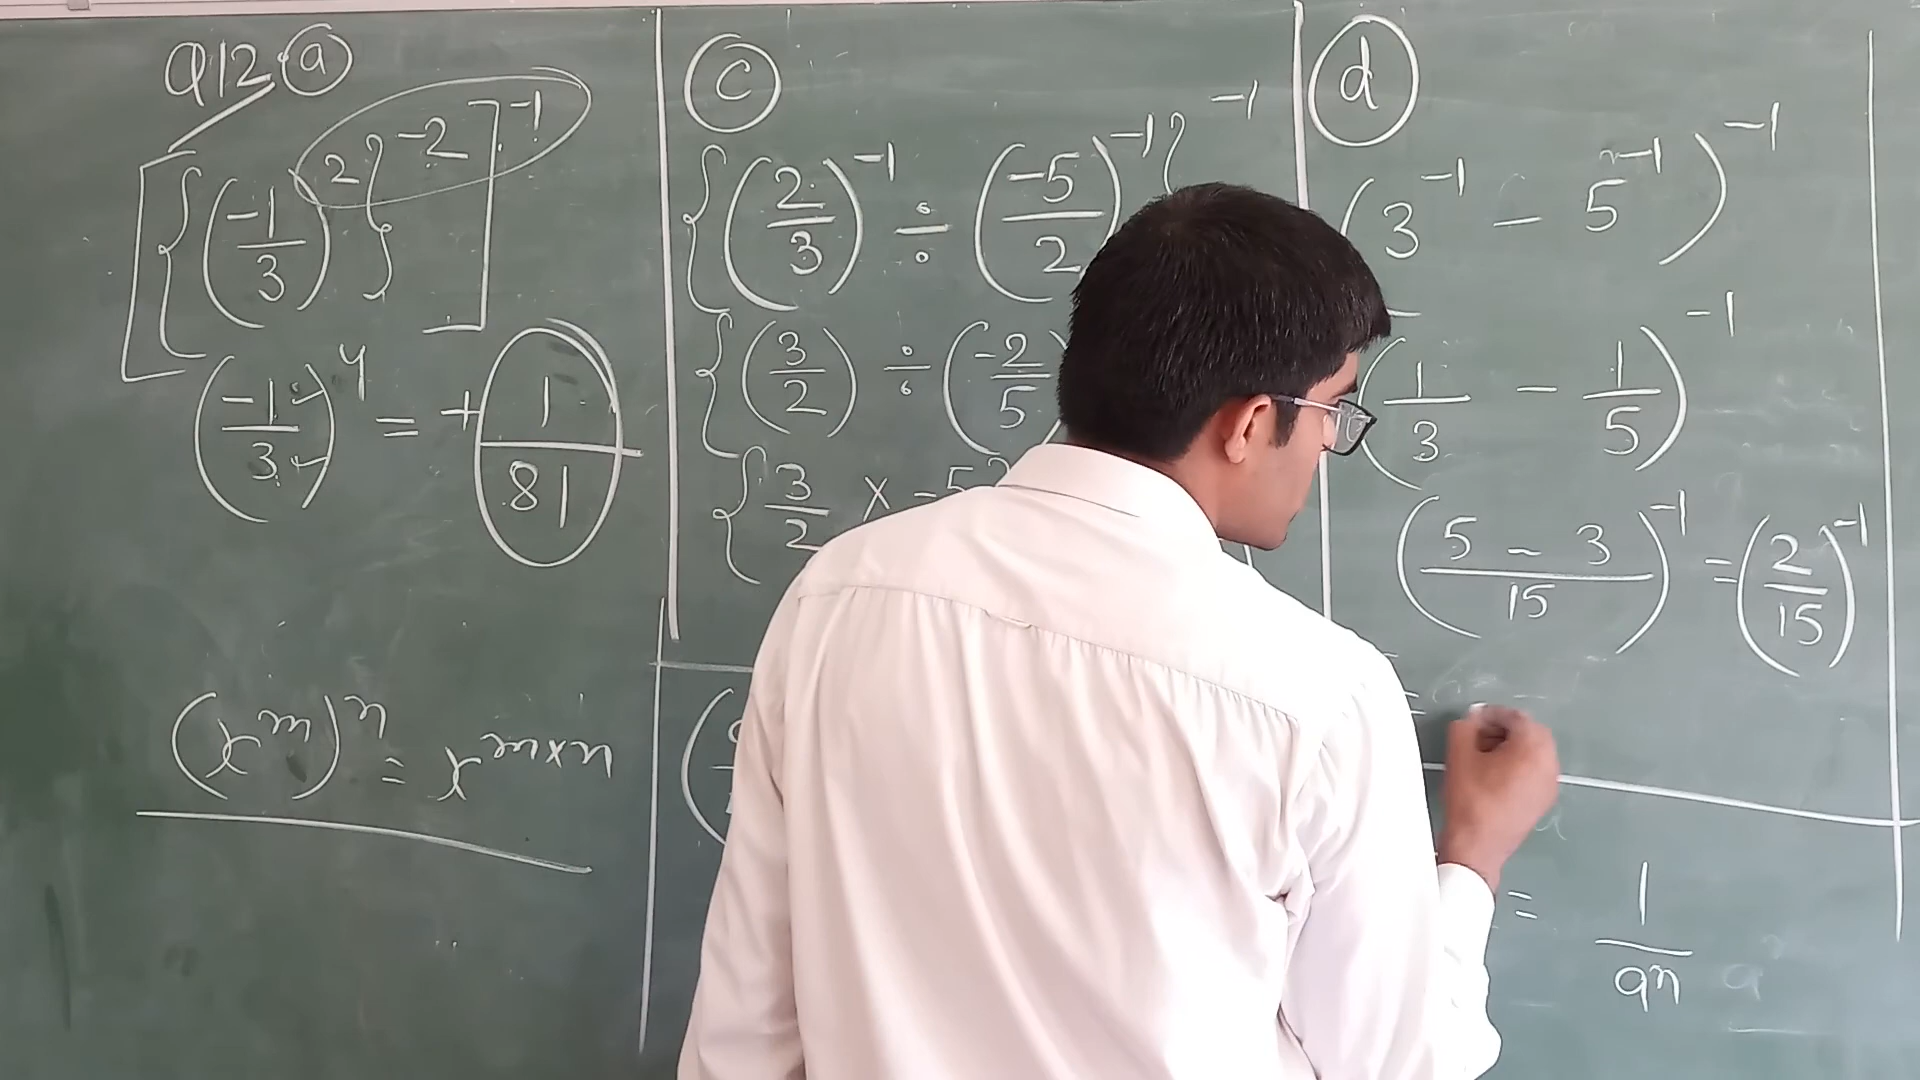 Q12. (a)
[{(-1/3)^2}^-2]^-1
(-1/3)^4 = + 1/81
(x^m)^n = x^m×n
(c)
{(2/3)^-1 ÷ (-5/2)^-1}^-1
{(3/2) ÷ (-2/5)
{3/2 × -5
(d)
(3^-1 - 5^-1)^-1
(1/3 - 1/5)^-1
(5 - 3/15)^-1 = (2/15)^-1
=
= 1/a^n